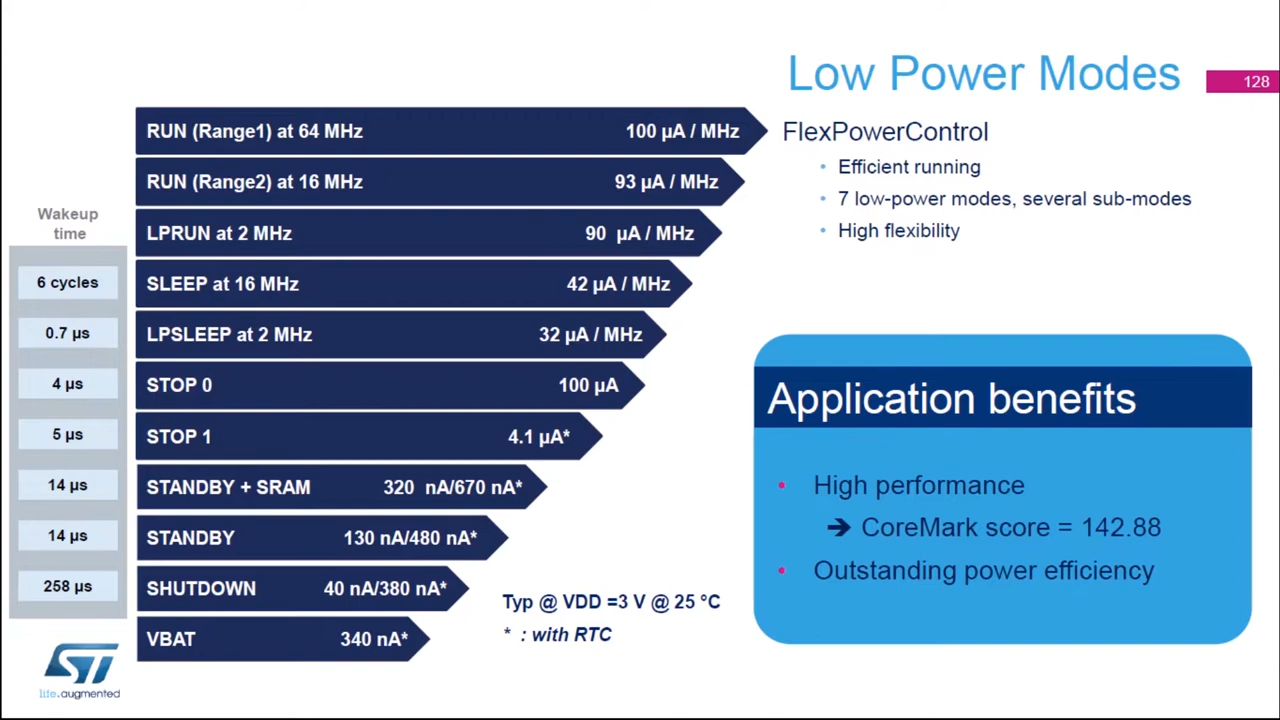 Low Power Modes
128
RUN (Range1) at 64 MHz 100 µA / MHz
RUN (Range2) at 16 MHz 93 µA / MHz
LPRUN at 2 MHz 90 µA / MHz
Wakeup
time
6 cycles SLEEP at 16 MHz 42 µA / MHz
0.7 µs LPSLEEP at 2 MHz 32 µA / MHz
4 µs STOP 0 100 µA
5 µs STOP 1 4.1 µA*
14 µs STANDBY + SRAM 320 nA/670 nA*
14 µs STANDBY 130 nA/480 nA*
258 µs SHUTDOWN 40 nA/380 nA*
VBAT 340 nA*
Typ @ VDD =3 V @ 25 °C
* : with RTC
FlexPowerControl
• Efficient running
• 7 low-power modes, several sub-modes
• High flexibility
Application benefits
• High performance
➔ CoreMark score = 142.88
• Outstanding power efficiency
ST
life.augmented